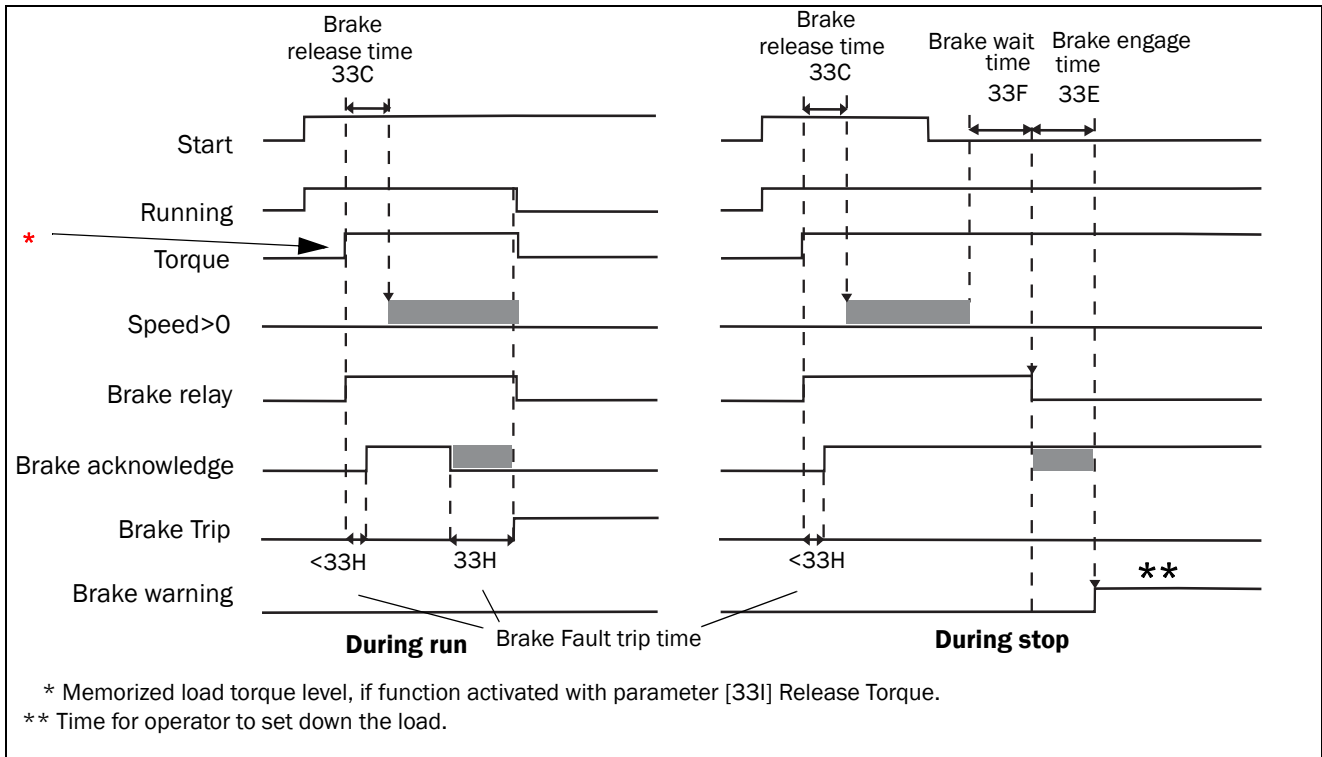 Brake
release time
33C
Brake
release time
33C
Brake wait
time
33F
Brake engage
time
33E
Start
Running
*
Torque
Speed>0
Brake relay
Brake acknowledge
Brake Trip
<33H
33H
<33H
Brake warning
**
During run
Brake Fault trip time
During stop
* Memorized load torque level, if function activated with parameter [33I] Release Torque.
** Time for operator to set down the load.